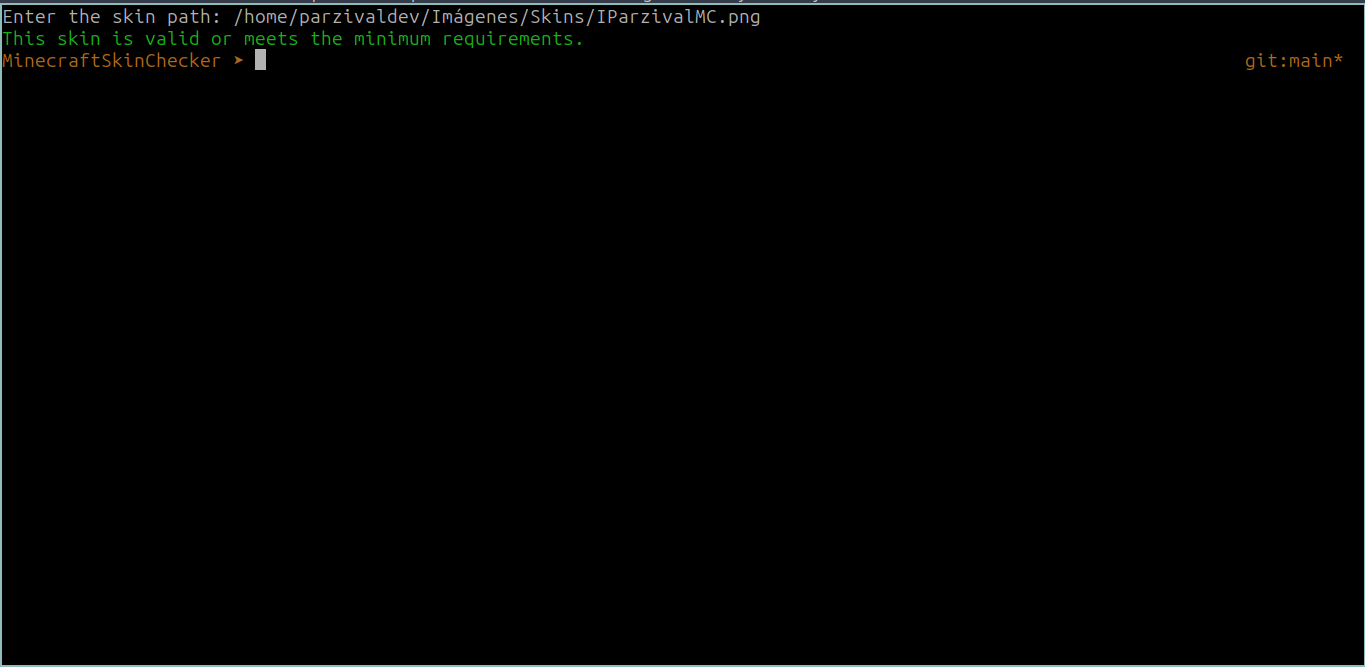 Enter the skin path: /home/parzivaldev/Imágenes/Skins/IParzivalMC.png
This skin is valid or meets the minimum requirements.
MinecraftSkinChecker ➤ git:main*